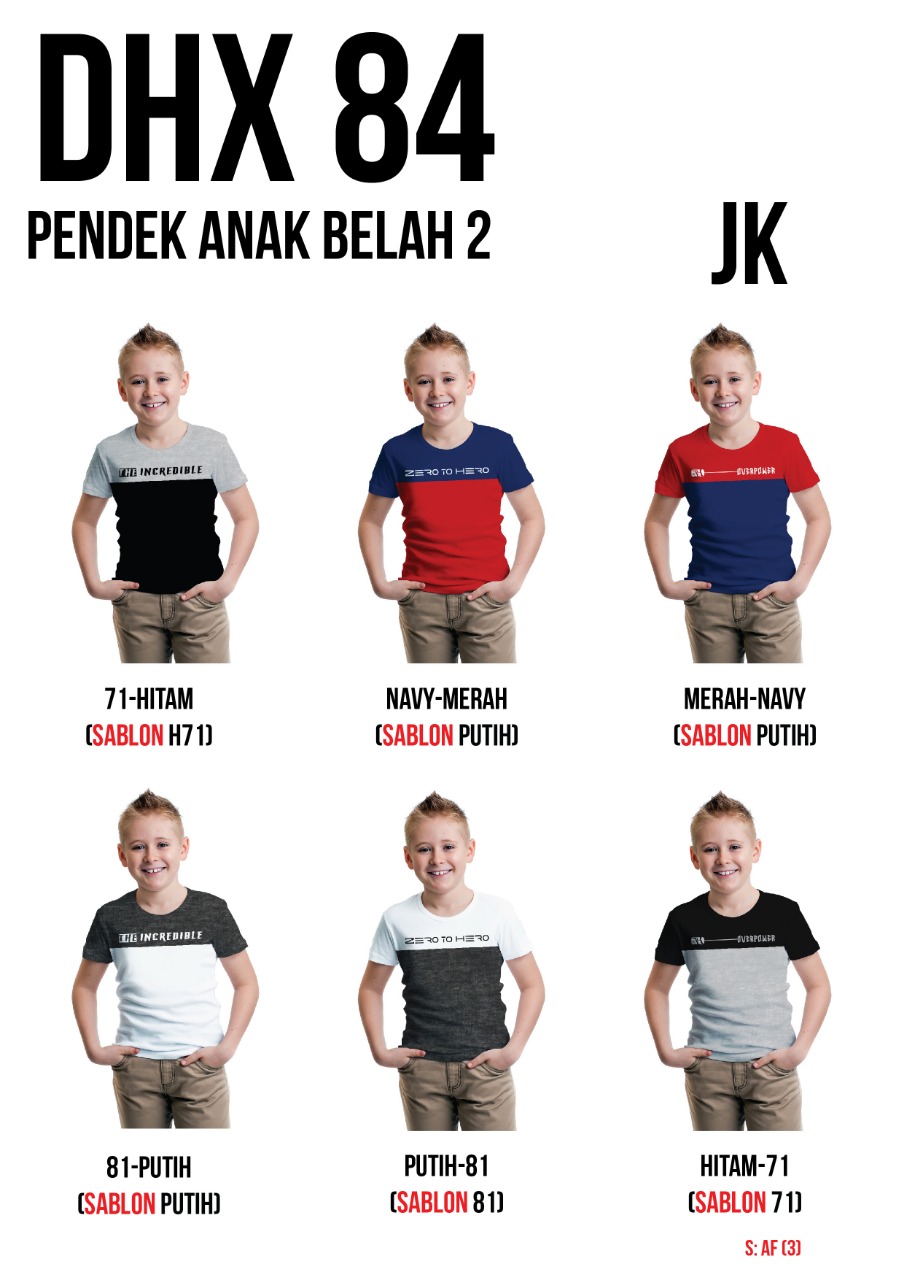 DHX 84
PENDEK ANAK BELAH 2
JK
THE INCREDIBLE
ZERO TO HERO
OVERPOWER
71-HITAM
(SABLON H71)
NAVY-MERAH
(SABLON PUTIH)
MERAH-NAVY
(SABLON PUTIH)
THE INCREDIBLE
ZERO TO HERO
OVERPOWER
81-PUTIH
(SABLON PUTIH)
PUTIH-81
(SABLON 81)
HITAM-71
(SABLON 71)
S: AF (3)